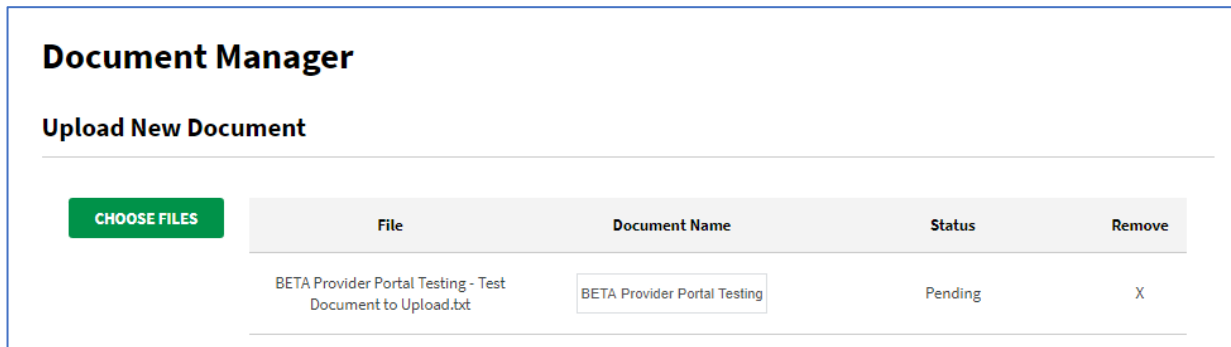 Document Manager
Upload New Document
CHOOSE FILES
File Document Name Status Remove
BETA Provider Portal Testing - Test
Document to Upload.txt
BETA Provider Portal Testing
Pending
X